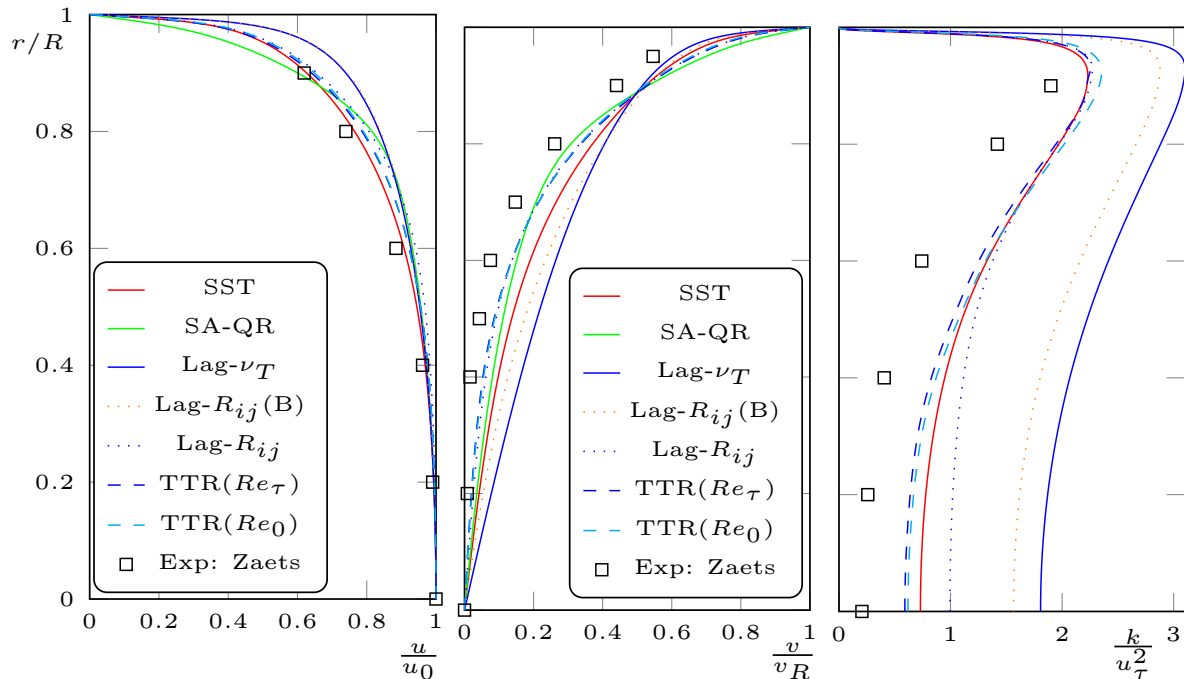 r/R
1
0.8
0.6
0.4
0.2
0
0 0.2 0.4 0.6 0.8 1
u/u_0
SST
SA-QR
Lag-ν_T
Lag-R_ij(B)
Lag-R_ij
TTR(Re_τ)
TTR(Re_0)
Exp: Zaets
0 0.2 0.4 0.6 0.8 1
v/v_R
SST
SA-QR
Lag-ν_T
Lag-R_ij(B)
Lag-R_ij
TTR(Re_τ)
TTR(Re_0)
Exp: Zaets
0 1 2 3
k/u_τ^2